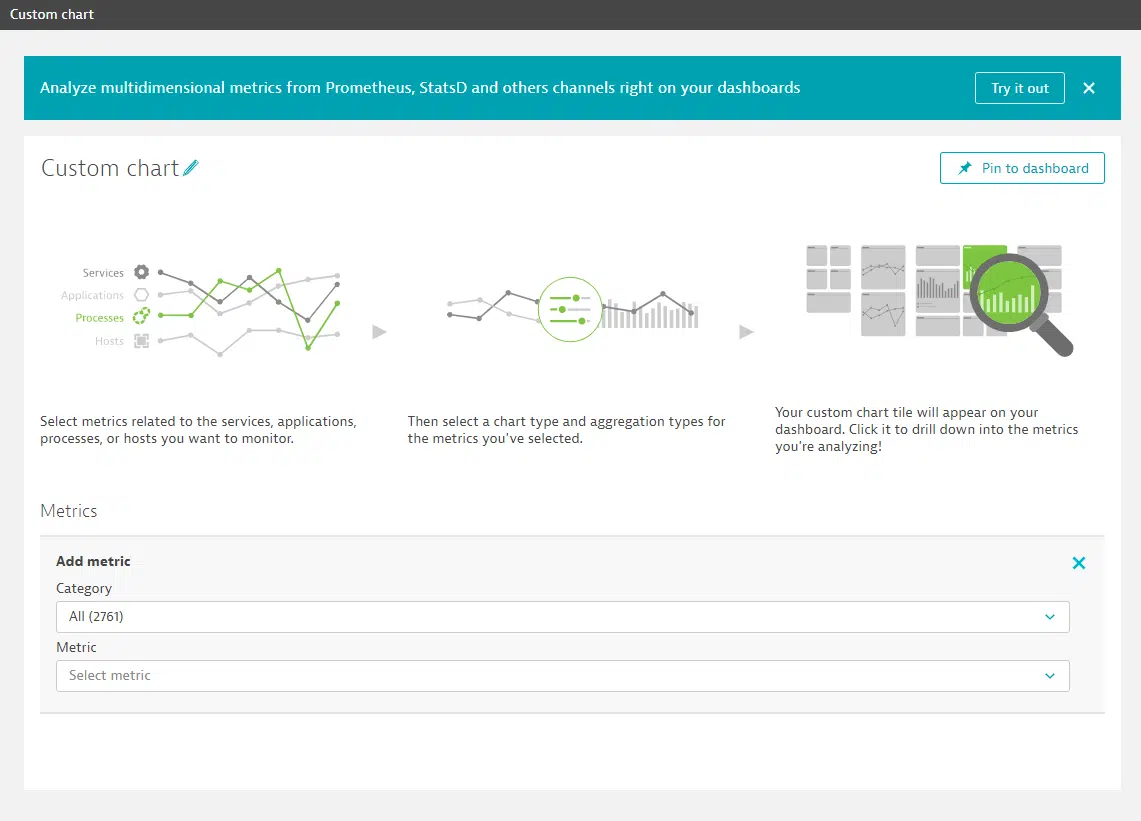 Custom chart
Analyze multidimensional metrics from Prometheus, StatsD and others channels right on your dashboards
Try it out
Custom chart
Pin to dashboard
Services
Applications
Processes
Hosts
Select metrics related to the services, applications,
processes, or hosts you want to monitor.
Then select a chart type and aggregation types for
the metrics you've selected.
Your custom chart tile will appear on your
dashboard. Click it to drill down into the metrics
you're analyzing!
Metrics
Add metric
Category
All (2761)
Metric
Select metric